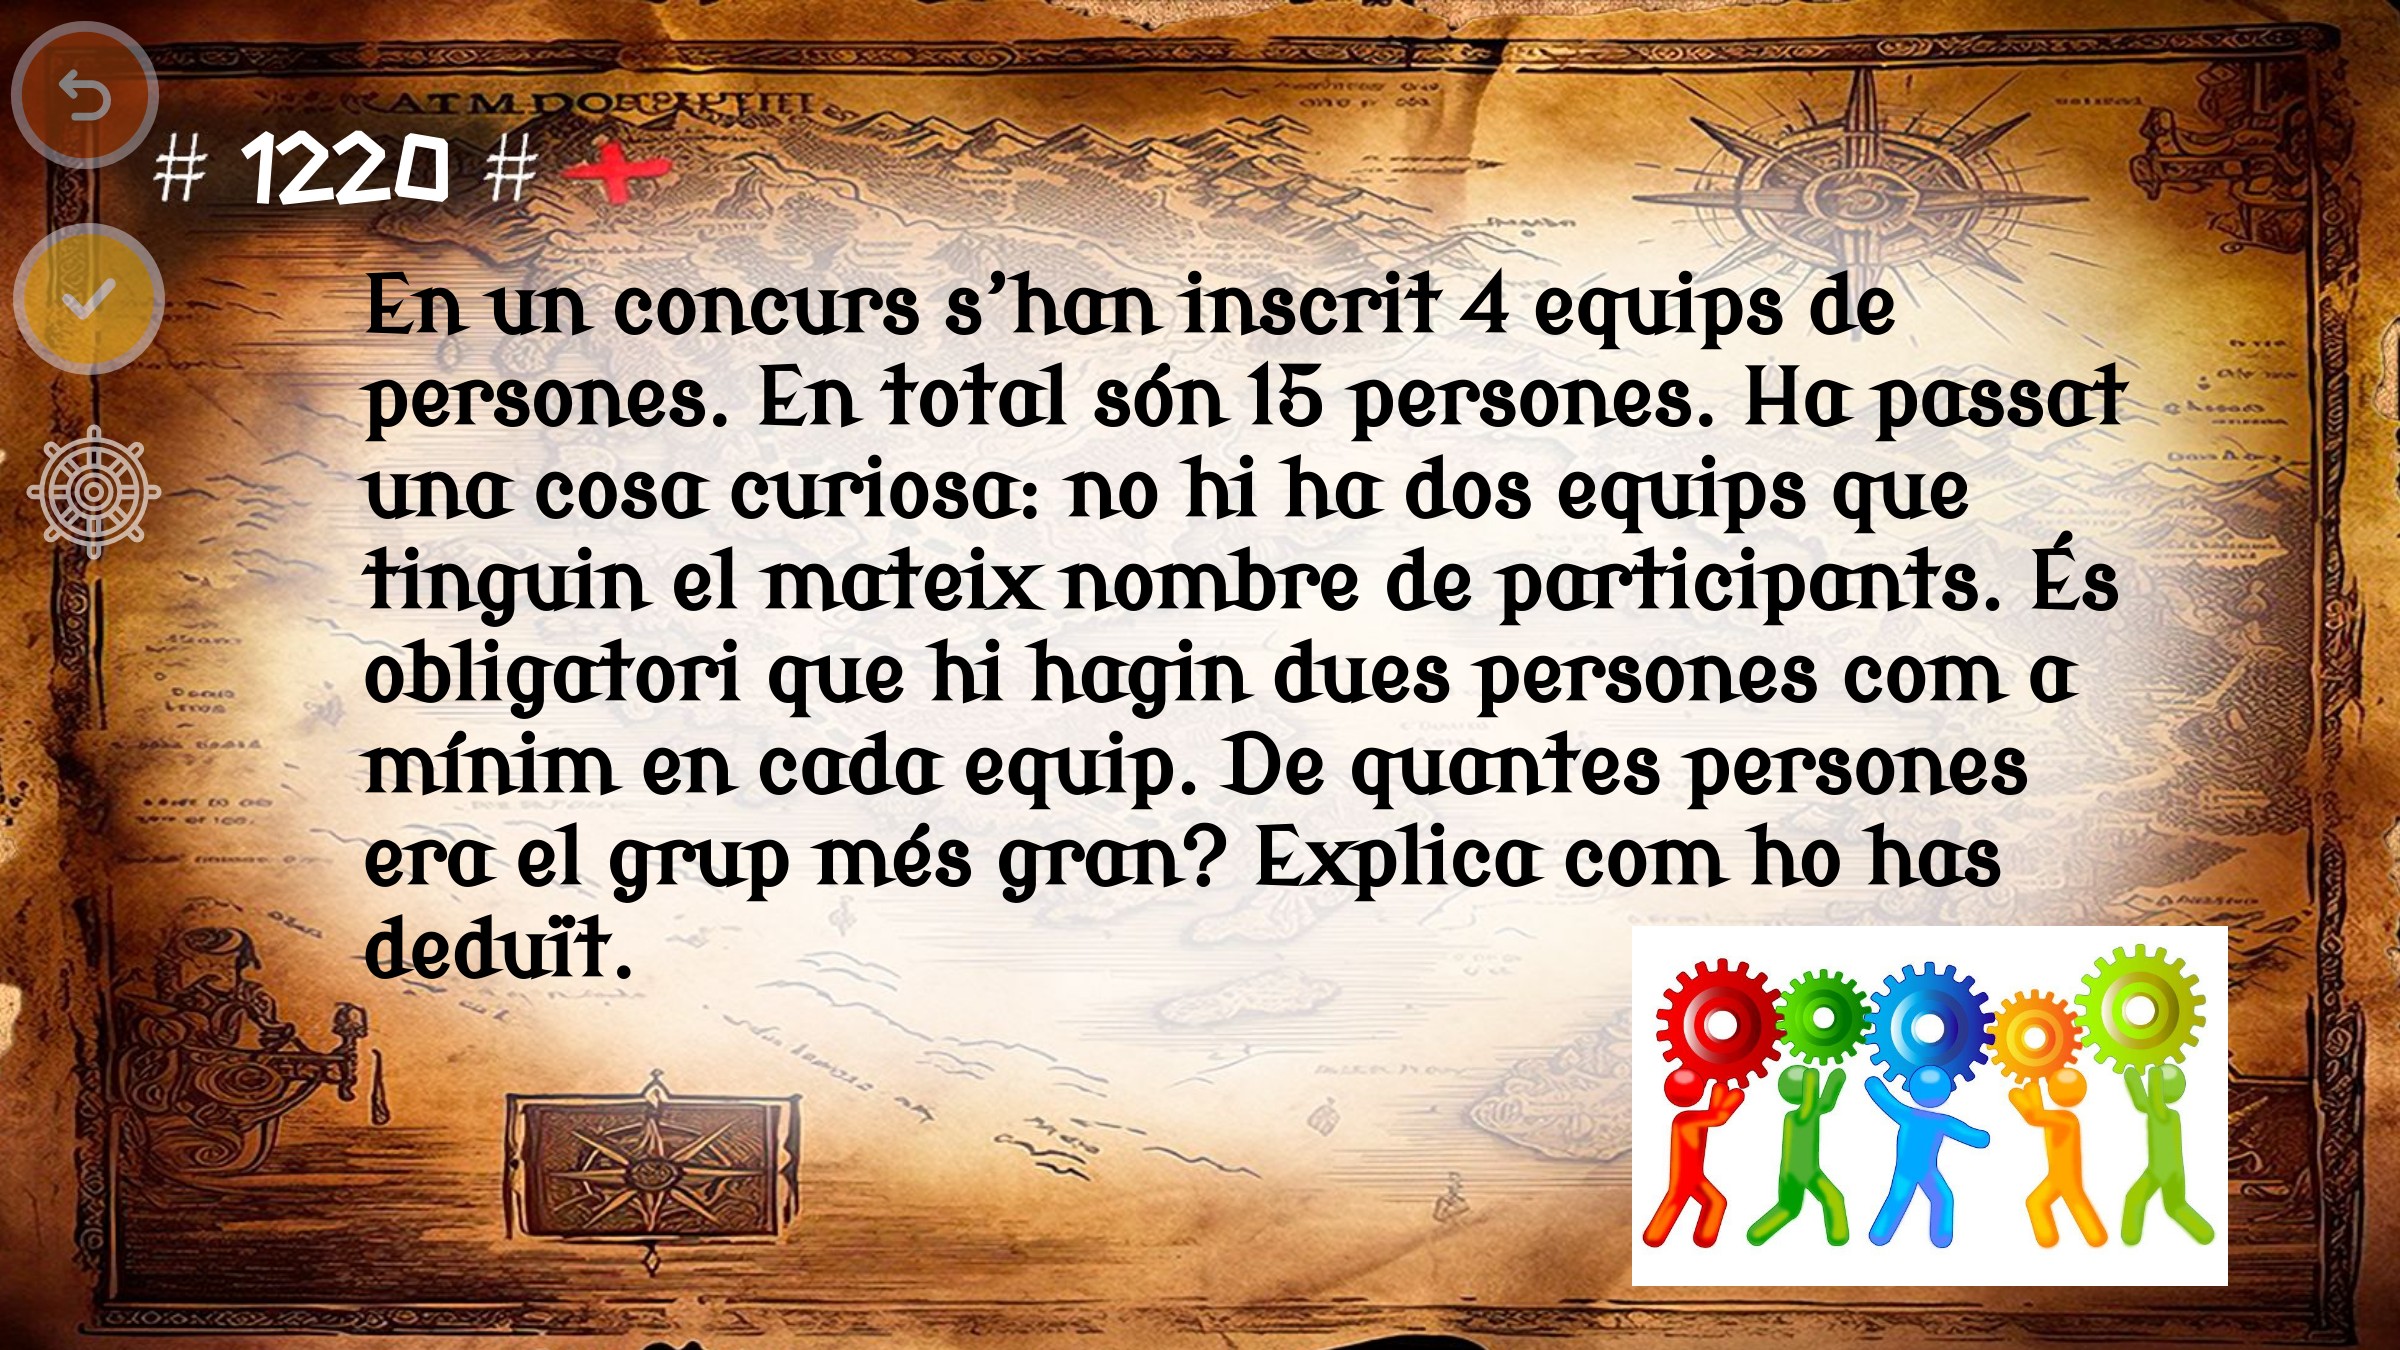 # 1220 #
En un concurs s’han inscrit 4 equips de
persones. En total són 15 persones. Ha passat
una cosa curiosa: no hi ha dos equips que
tinguin el mateix nombre de participants. És
obligatori que hi hagin dues persones com a
mínim en cada equip. De quantes persones
era el grup més gran? Explica com ho has
deduït.